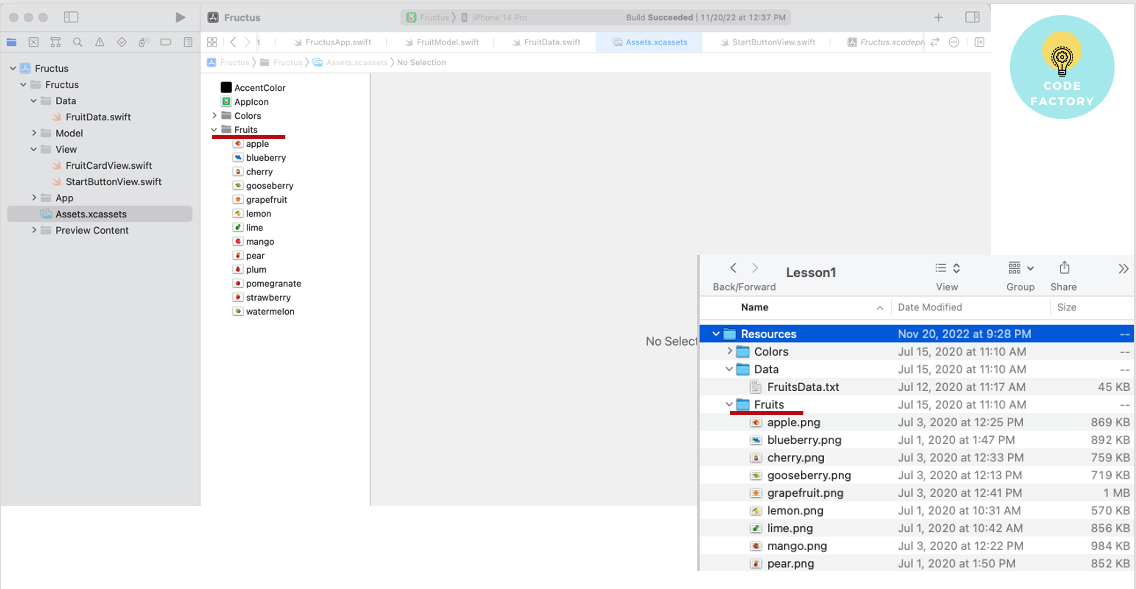 Fructus
Fructus 〉 iPhone 14 Pro
Build Succeeded | 11/20/22 at 12:37 PM
FructusApp.swift
FruitModel.swift
FruitData.swift
Assets.xcassets
StartButtonView.swift
Fructus.xcodepr
Fructus 〉 Fructus 〉 Assets.xcassets 〉 No Selection
Fructus
Fructus
Data
FruitData.swift
Model
View
FruitCardView.swift
StartButtonView.swift
App
Assets.xcassets
Preview Content
AccentColor
AppIcon
Colors
Fruits
apple
blueberry
cherry
gooseberry
grapefruit
lemon
lime
mango
pear
plum
pomegranate
strawberry
watermelon
No Select
CODE
FACTORY
Lesson1
Back/Forward View Group Share
Name Date Modified Size
Resources Nov 20, 2022 at 9:28 PM --
Colors Jul 15, 2020 at 11:10 AM --
Data Jul 15, 2020 at 11:10 AM --
FruitsData.txt Jul 12, 2020 at 11:17 AM 45 KB
Fruits Jul 15, 2020 at 11:10 AM --
apple.png Jul 3, 2020 at 12:25 PM 869 KB
blueberry.png Jul 1, 2020 at 1:47 PM 892 KB
cherry.png Jul 3, 2020 at 12:33 PM 759 KB
gooseberry.png Jul 3, 2020 at 12:13 PM 719 KB
grapefruit.png Jul 3, 2020 at 12:41 PM 1 MB
lemon.png Jul 1, 2020 at 10:31 AM 570 KB
lime.png Jul 1, 2020 at 10:42 AM 856 KB
mango.png Jul 3, 2020 at 12:22 PM 984 KB
pear.png Jul 1, 2020 at 1:50 PM 852 KB